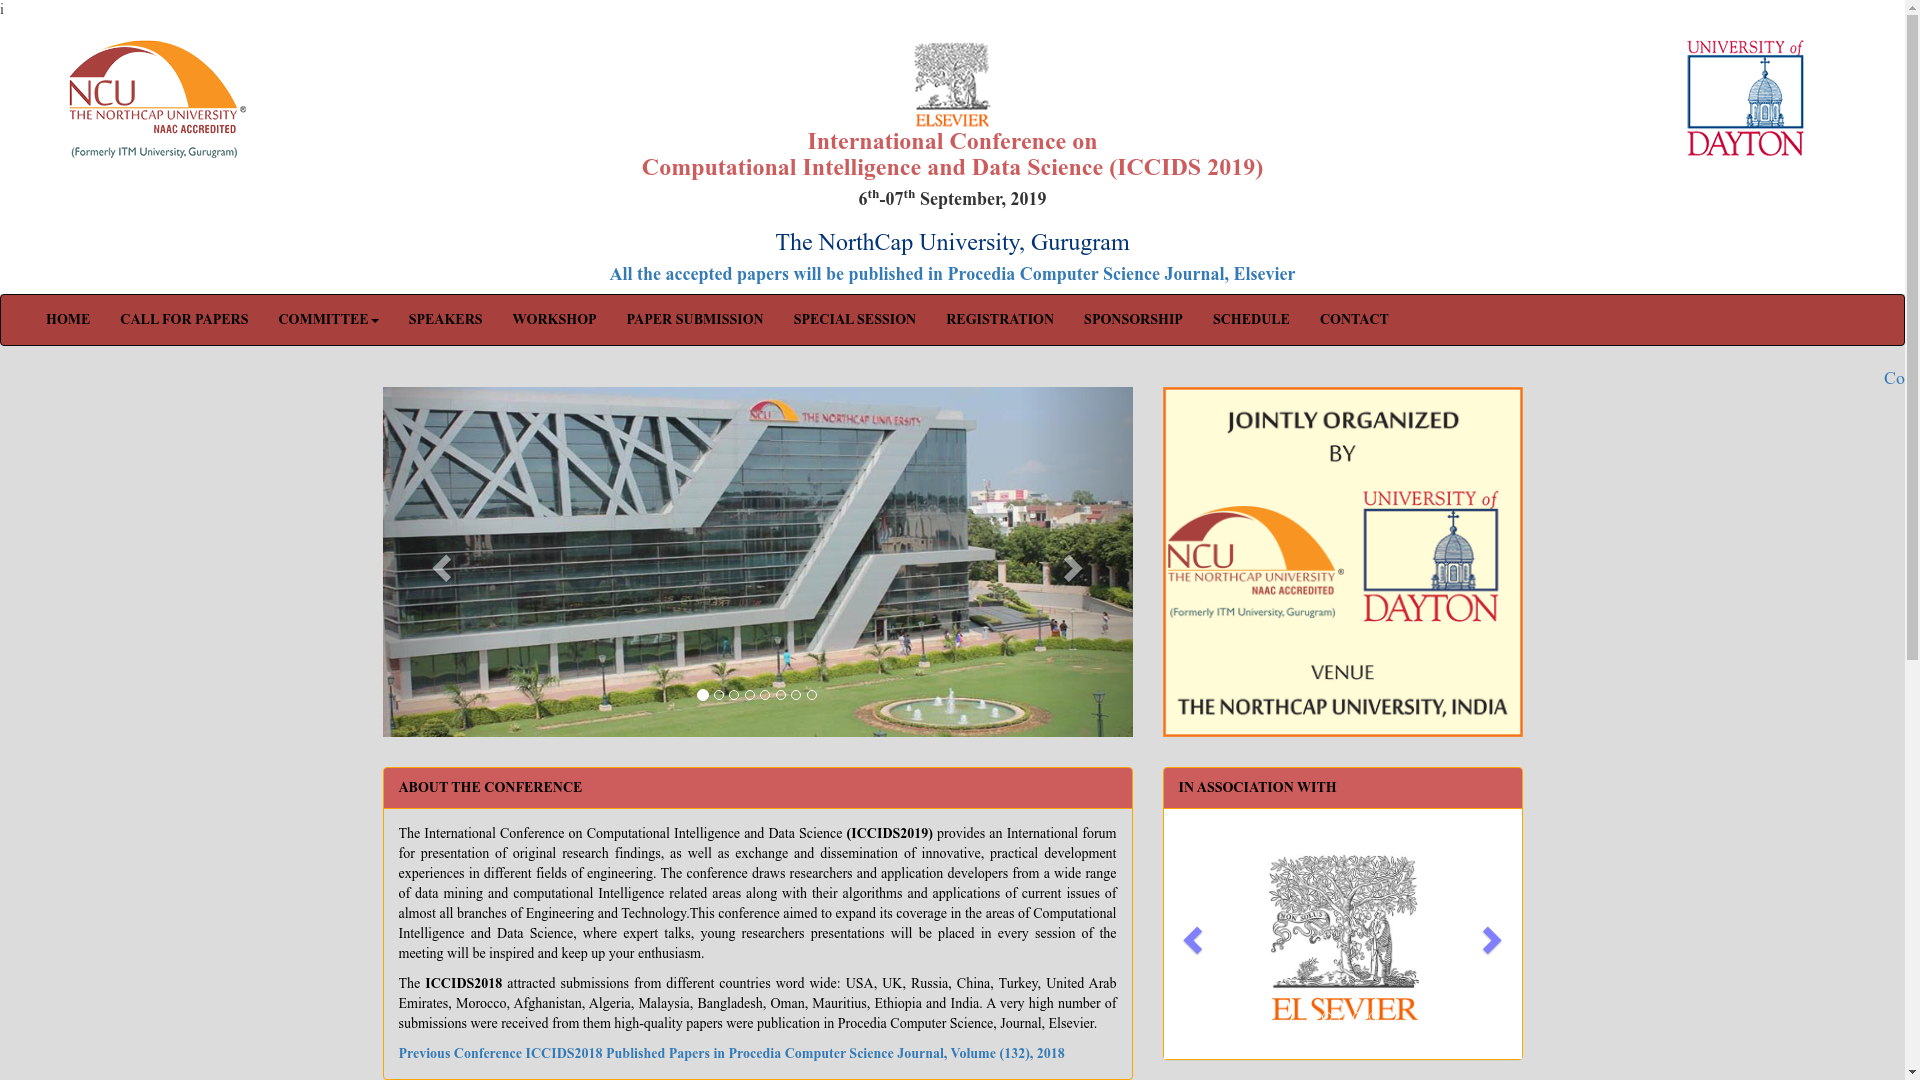 i
NCU
THE NORTHCAP UNIVERSITY ®
NAAC ACCREDITED
(Formerly ITM University, Gurugram)
ELSEVIER
UNIVERSITY of
DAYTON
International Conference on
Computational Intelligence and Data Science (ICCIDS 2019)
6th-07th September, 2019
The NorthCap University, Gurugram
All the accepted papers will be published in Procedia Computer Science Journal, Elsevier
HOME CALL FOR PAPERS COMMITTEE SPEAKERS WORKSHOP PAPER SUBMISSION SPECIAL SESSION REGISTRATION SPONSORSHIP SCHEDULE CONTACT
Co
THE NORTHCAP UNIVERSITY
JOINTLY ORGANIZED
BY
NCU
THE NORTHCAP UNIVERSITY ®
NAAC ACCREDITED
(Formerly ITM University, Gurugram)
UNIVERSITY of
DAYTON
VENUE
THE NORTHCAP UNIVERSITY, INDIA
ABOUT THE CONFERENCE
The International Conference on Computational Intelligence and Data Science (ICCIDS2019) provides an International forum
for presentation of original research findings, as well as exchange and dissemination of innovative, practical development
experiences in different fields of engineering. The conference draws researchers and application developers from a wide range
of data mining and computational Intelligence related areas along with their algorithms and applications of current issues of
almost all branches of Engineering and Technology.This conference aimed to expand its coverage in the areas of Computational
Intelligence and Data Science, where expert talks, young researchers presentations will be placed in every session of the
meeting will be inspired and keep up your enthusiasm.
The ICCIDS2018 attracted submissions from different countries word wide: USA, UK, Russia, China, Turkey, United Arab
Emirates, Morocco, Afghanistan, Algeria, Malaysia, Bangladesh, Oman, Mauritius, Ethiopia and India. A very high number of
submissions were received from them high-quality papers were publication in Procedia Computer Science, Journal, Elsevier.
Previous Conference ICCIDS2018 Published Papers in Procedia Computer Science Journal, Volume (132), 2018
IN ASSOCIATION WITH
NON SOLUS
ELSEVIER